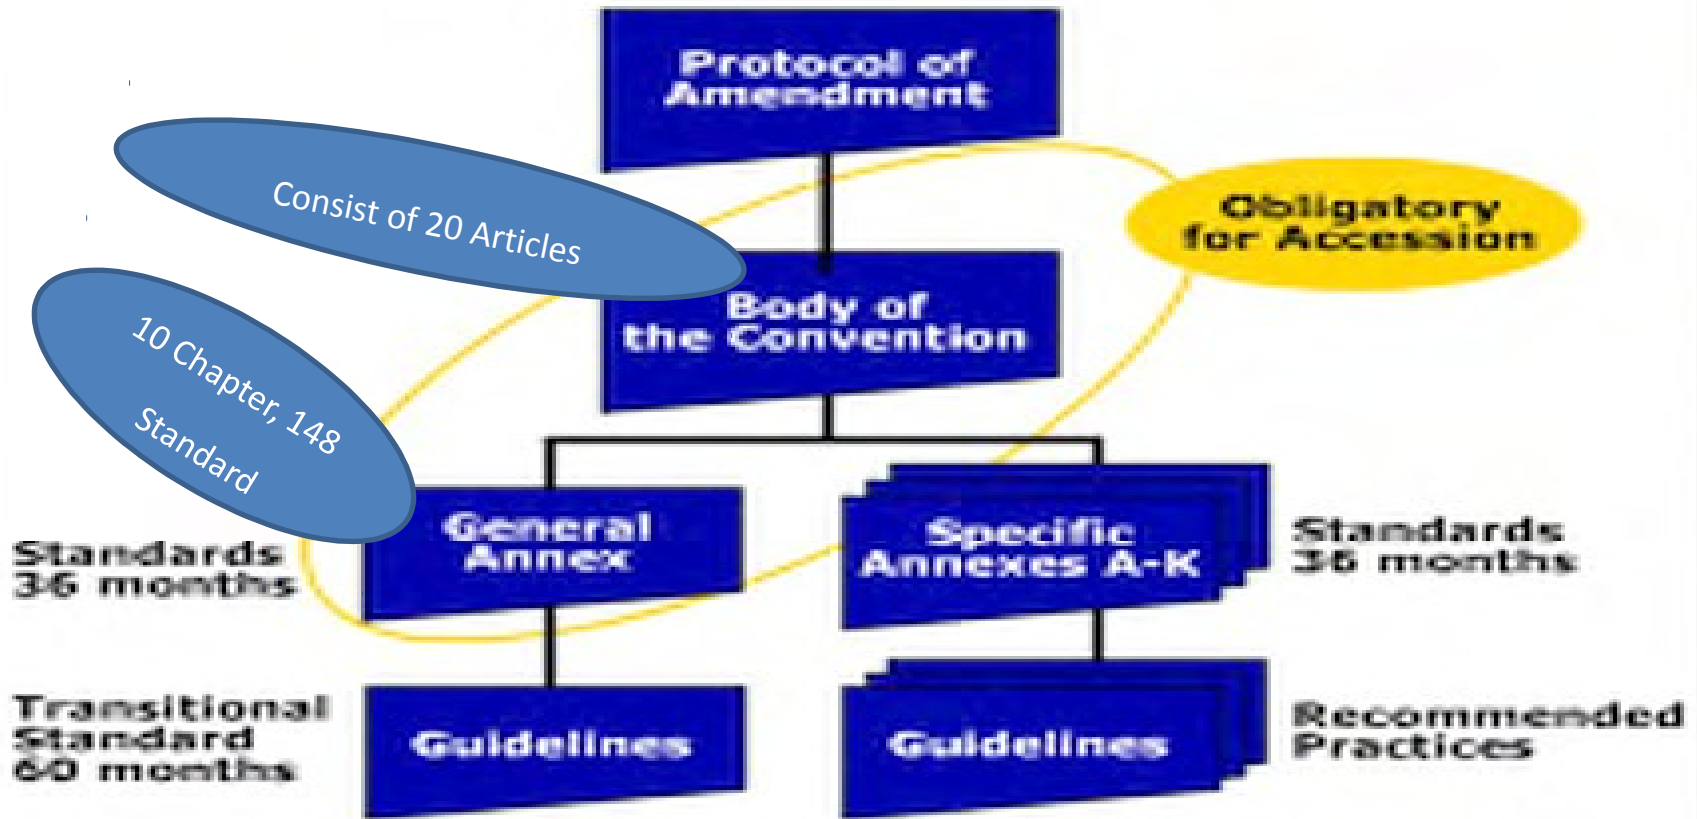 Protocol of
Amendment
Consist of 20 Articles
Obligatory
for Accession
Body of
the Convention
10 Chapter, 148
Standard
General
Annex
Specific
Annexes A-K
Standards
36 months
Standards
36 months
Transitional
Standard
60 months
Guidelines
Guidelines
Recommended
Practices